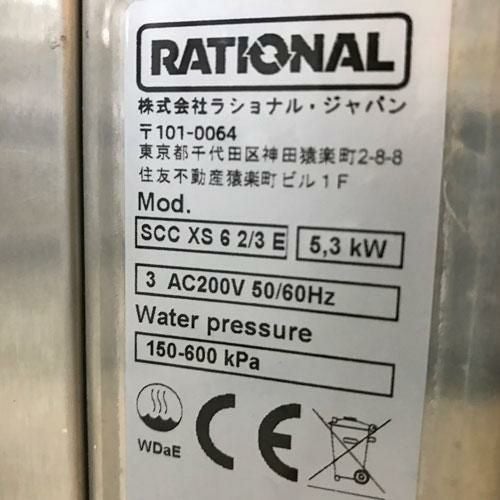 RATIONAL
株式会社ラショナル・ジャパン
〒101-0064
東京都千代田区神田猿楽町2-8-8
住友不動産猿楽町ビル1F
Mod.
SCC XS 6 2/3 E 5,3 kW
3 AC200V 50/60Hz
Water pressure
150-600 kPa
WDaE
CE